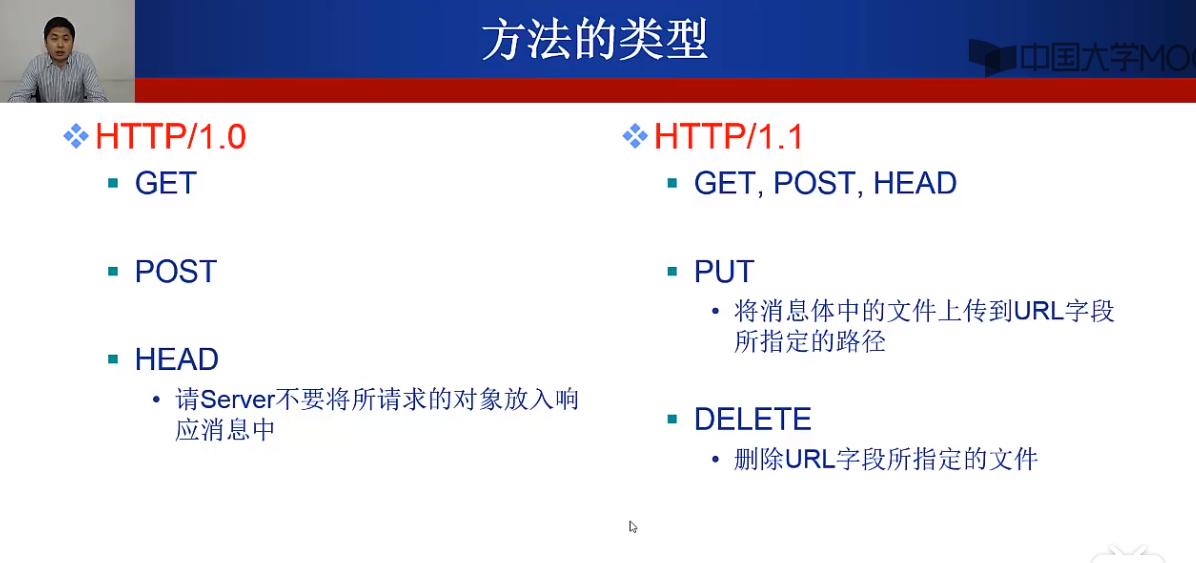 方法的类型
中国大学MO
HTTP/1.0
GET
POST
HEAD
请Server不要将所请求的对象放入响
应消息中
HTTP/1.1
GET, POST, HEAD
PUT
将消息体中的文件上传到URL字段
所指定的路径
DELETE
删除URL字段所指定的文件